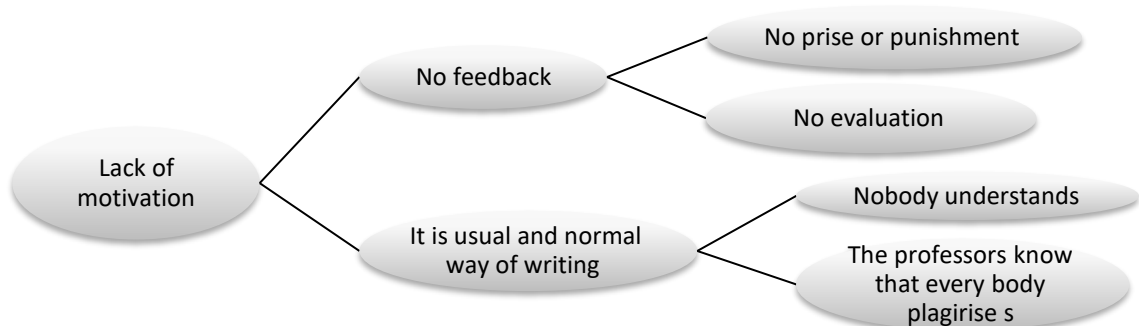 No prise or punishment
No feedback
No evaluation
Lack of
motivation
Nobody understands
It is usual and normal
way of writing
The professors know
that every body
plagirise s